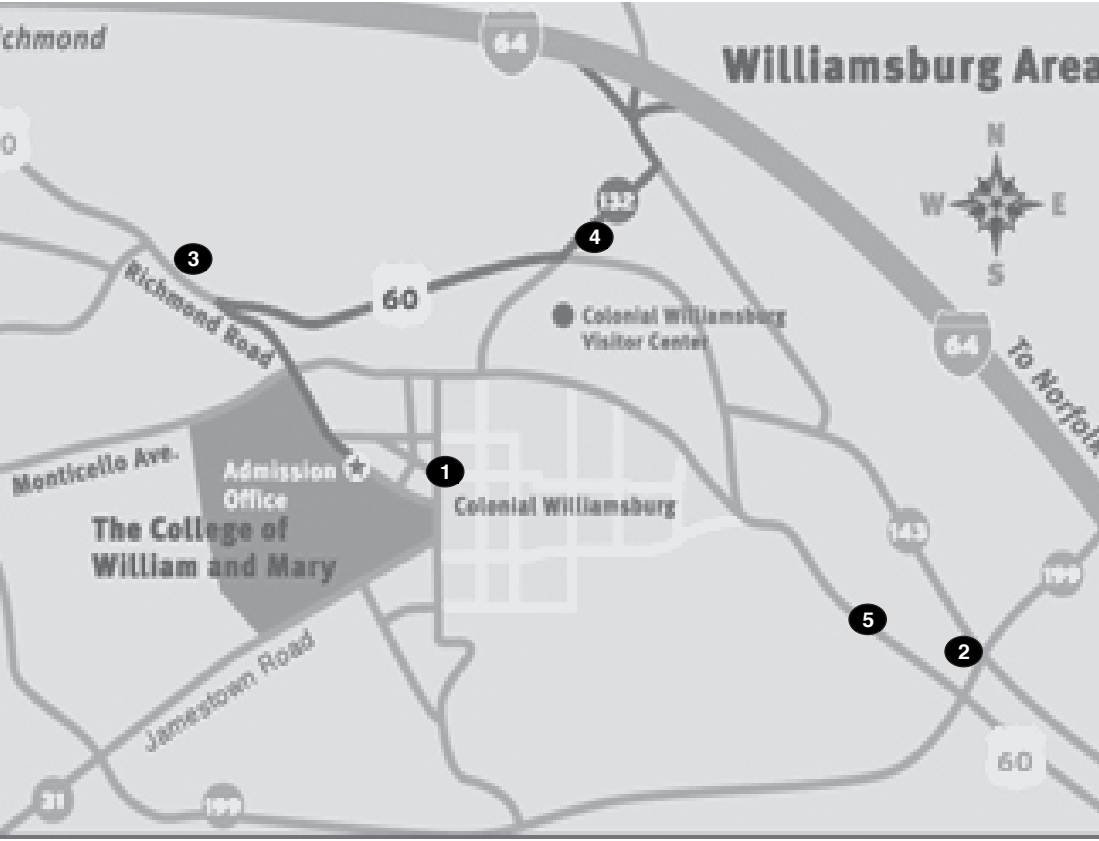 chmond
64
Williamsburg Area
N
W
E
S
0
132
4
3
Richmond Road
60
Colonial Williamsburg
Visitor Center
64
To Norfolk
Monticello Ave.
Admission
Office
1
Colonial Williamsburg
The College of
William and Mary
143
199
5
2
Jamestown Road
60
31
199